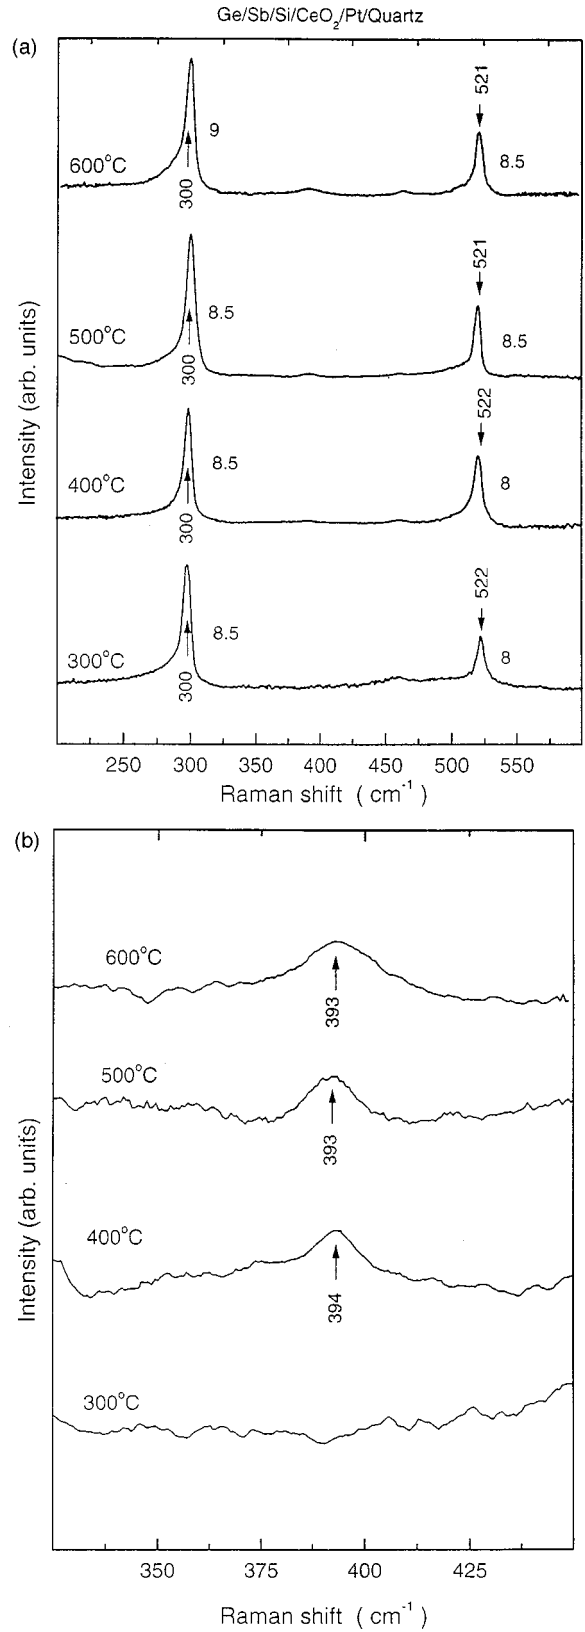 Ge/Sb/Si/CeO2/Pt/Quartz
(a)
521
9
8.5
600°C
300
521
8.5
8.5
500°C
300
522
8.5
8
400°C
300
522
8.5
8
300°C
300
Intensity (arb. units)
250 300 350 400 450 500 550
Raman shift ( cm-1 )
(b)
600°C
393
500°C
393
400°C
394
300°C
Intensity (arb. units)
350 375 400 425
Raman shift ( cm-1 )